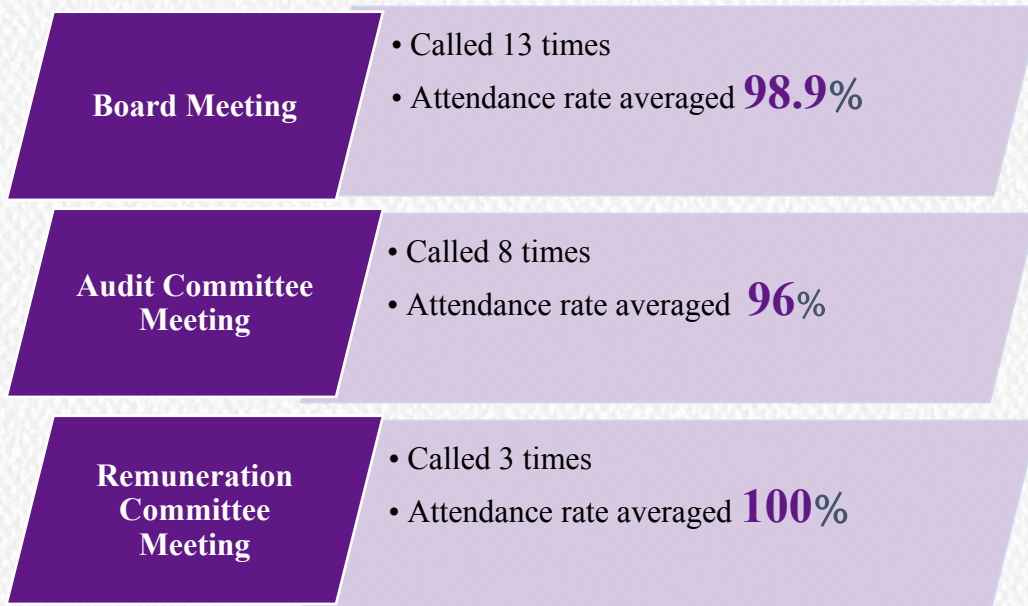 Board Meeting
• Called 13 times
• Attendance rate averaged 98.9%
Audit Committee
Meeting
• Called 8 times
• Attendance rate averaged 96%
Remuneration
Committee
Meeting
• Called 3 times
• Attendance rate averaged 100%